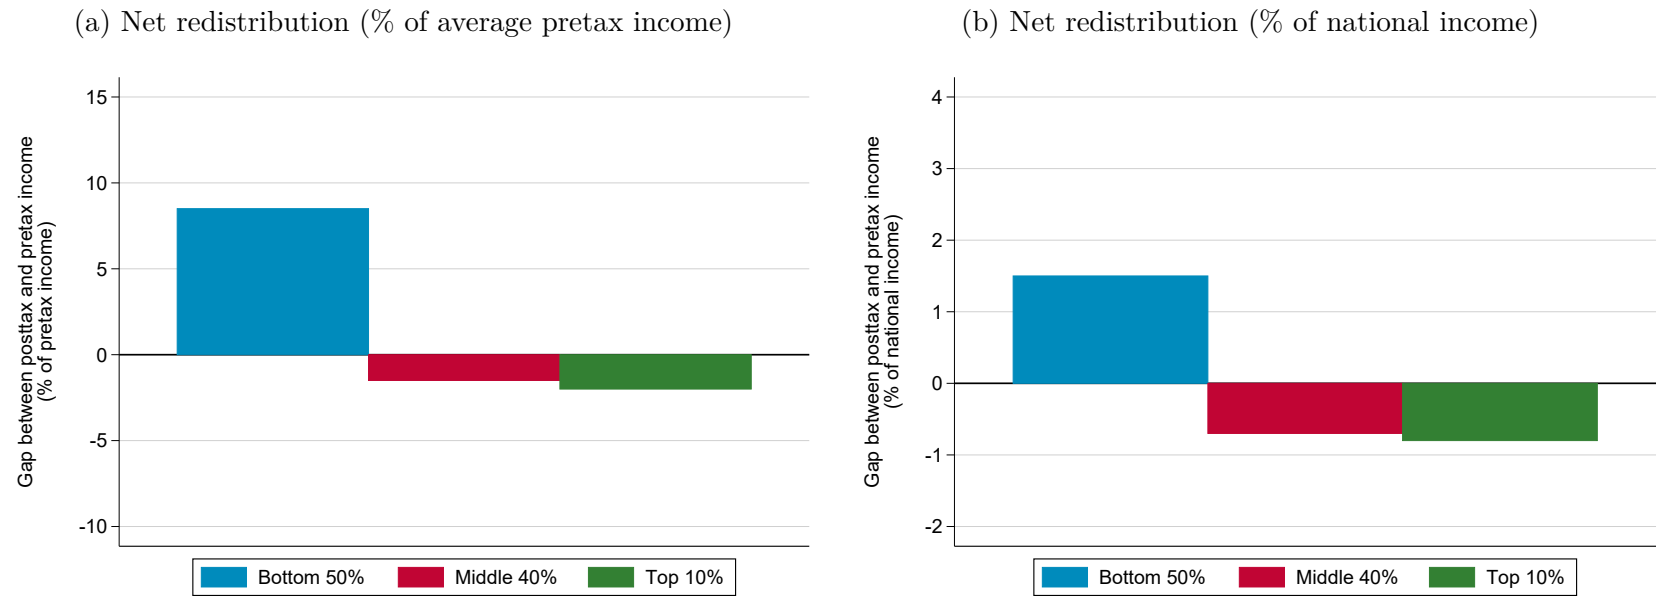 (a) Net redistribution (% of average pretax income)
Gap between posttax and pretax income
(% of pretax income)
15
10
5
0
-5
-10
Bottom 50%
Middle 40%
Top 10%
(b) Net redistribution (% of national income)
Gap between posttax and pretax income
(% of national income)
4
3
2
1
0
-1
-2
Bottom 50%
Middle 40%
Top 10%